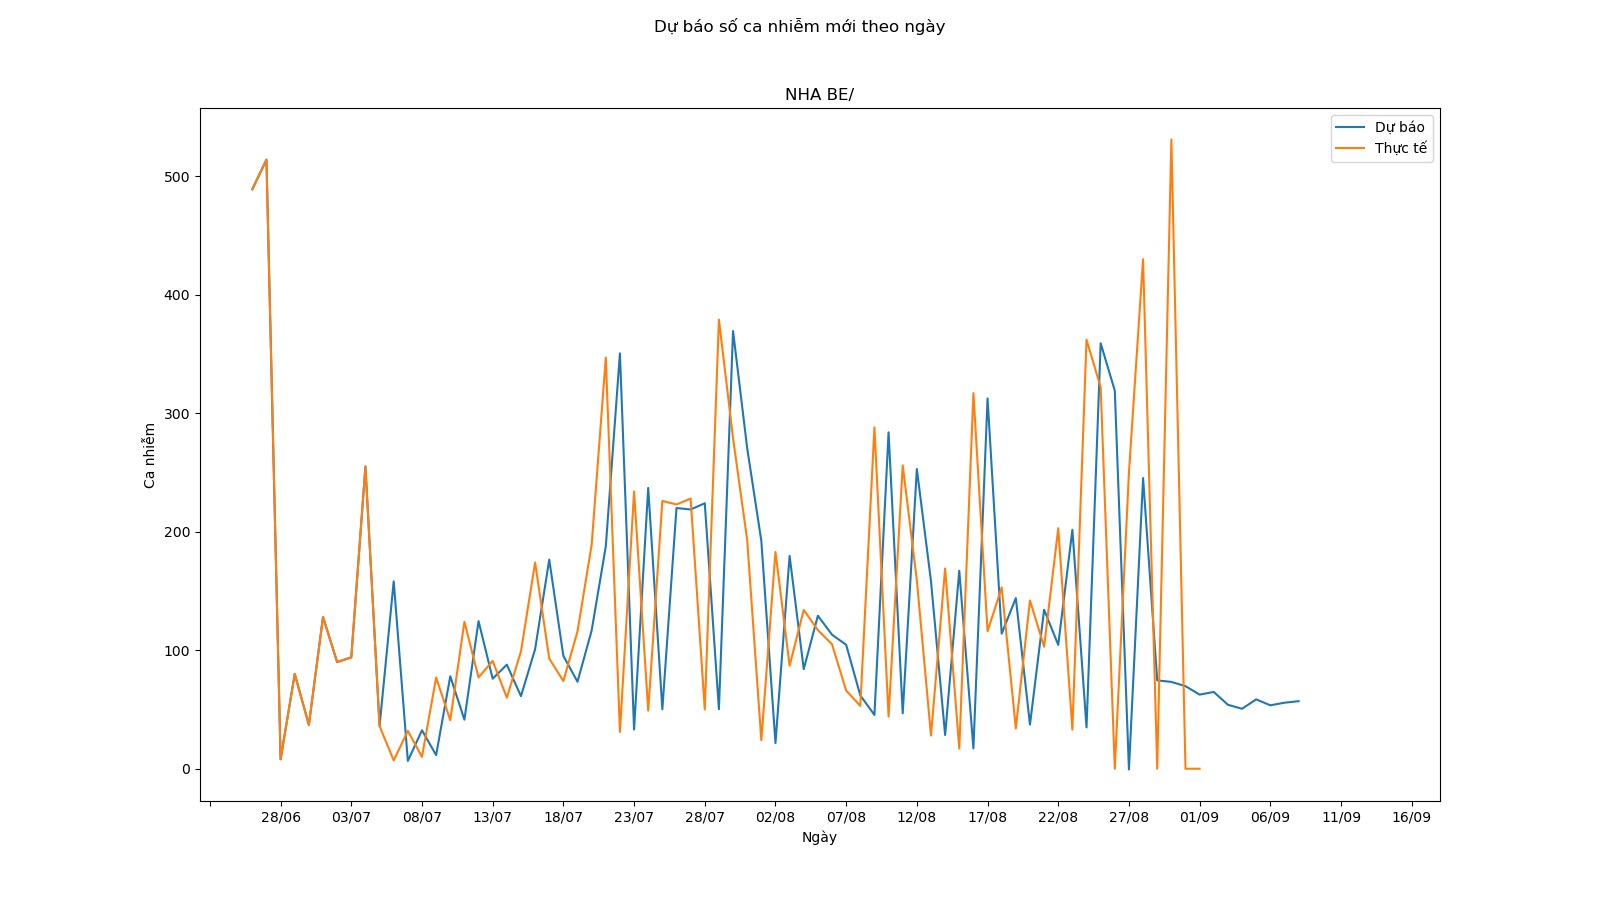 Dự báo số ca nhiễm mới theo ngày
NHA BE/
Dự báo
Thực tế
500
400
300
200
100
0
Ca nhiễm
28/06 03/07 08/07 13/07 18/07 23/07 28/07 02/08 07/08 12/08 17/08 22/08 27/08 01/09 06/09 11/09 16/09
Ngày